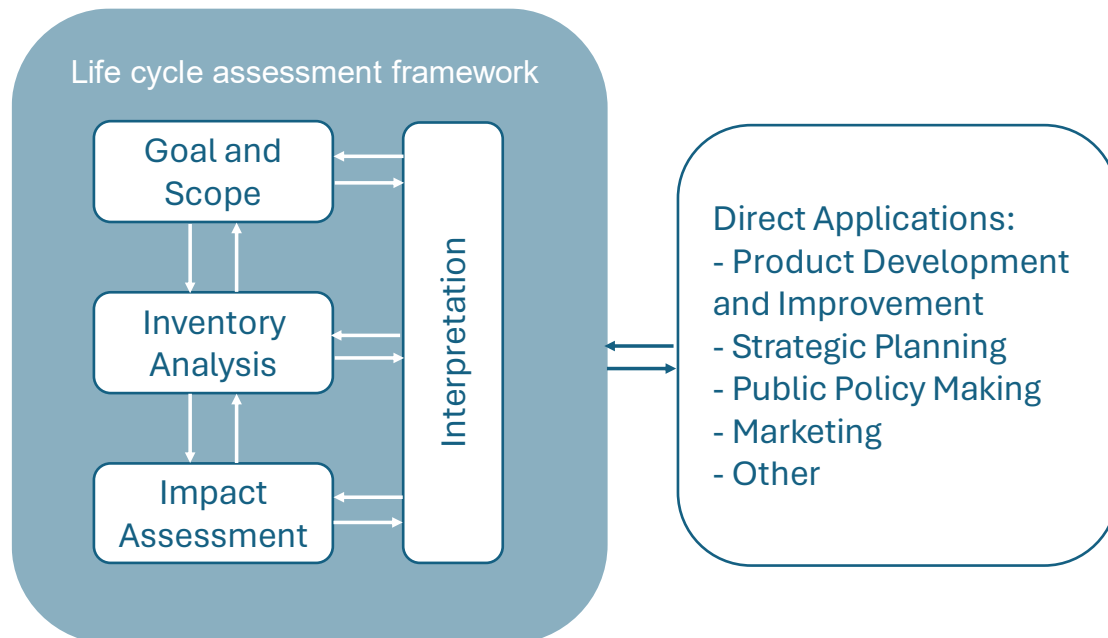 Life cycle assessment framework
Goal and
Scope
Inventory
Analysis
Impact
Assessment
Interpretation
Direct Applications:
- Product Development
and Improvement
- Strategic Planning
- Public Policy Making
- Marketing
- Other